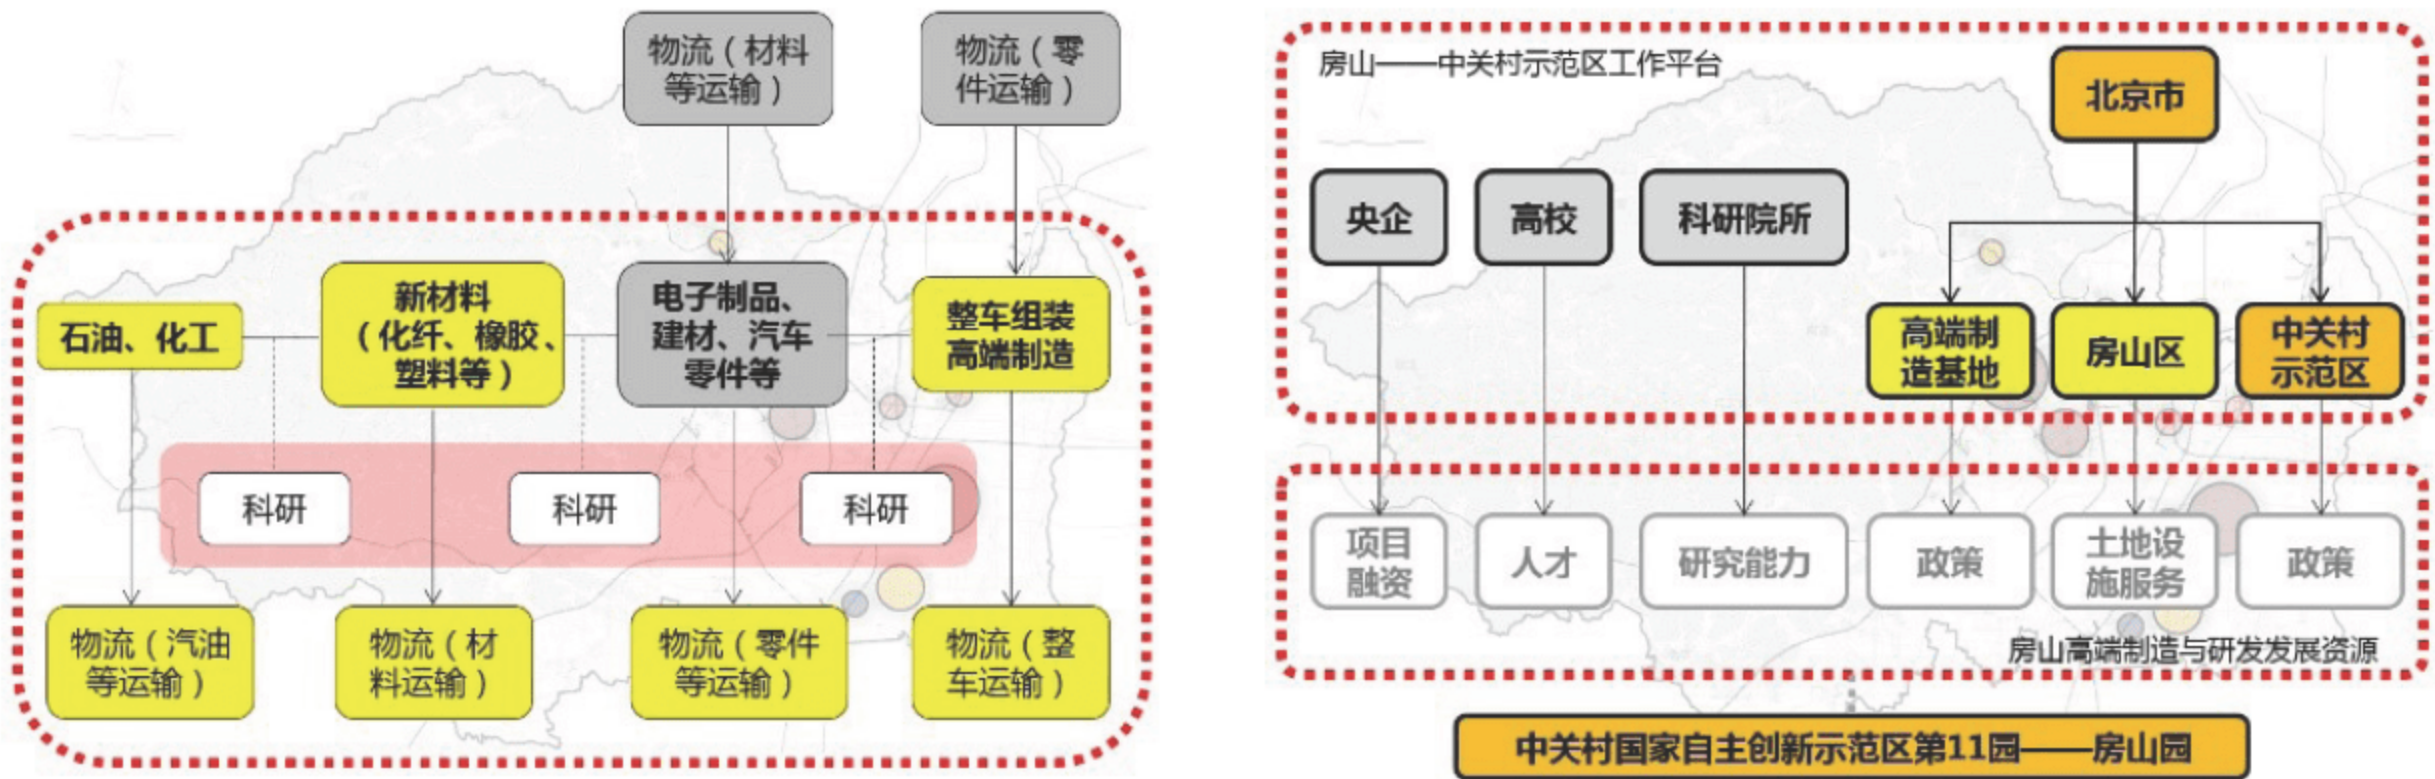 物流（材料
等运输）
物流（零
件运输）
石油、化工
新材料
（化纤、橡胶、
塑料等）
电子制品、
建材、汽车
零件等
整车组装
高端制造
科研
科研
科研
物流（汽油
等运输）
物流（材
料运输）
物流（零件
等运输）
物流（整
车运输）
房山——中关村示范区工作平台
北京市
央企
高校
科研院所
高端制
造基地
房山区
中关村
示范区
项目
融资
人才
研究能力
政策
土地设
施服务
政策
房山高端制造与研发发展资源
中关村国家自主创新示范区第11园——房山园